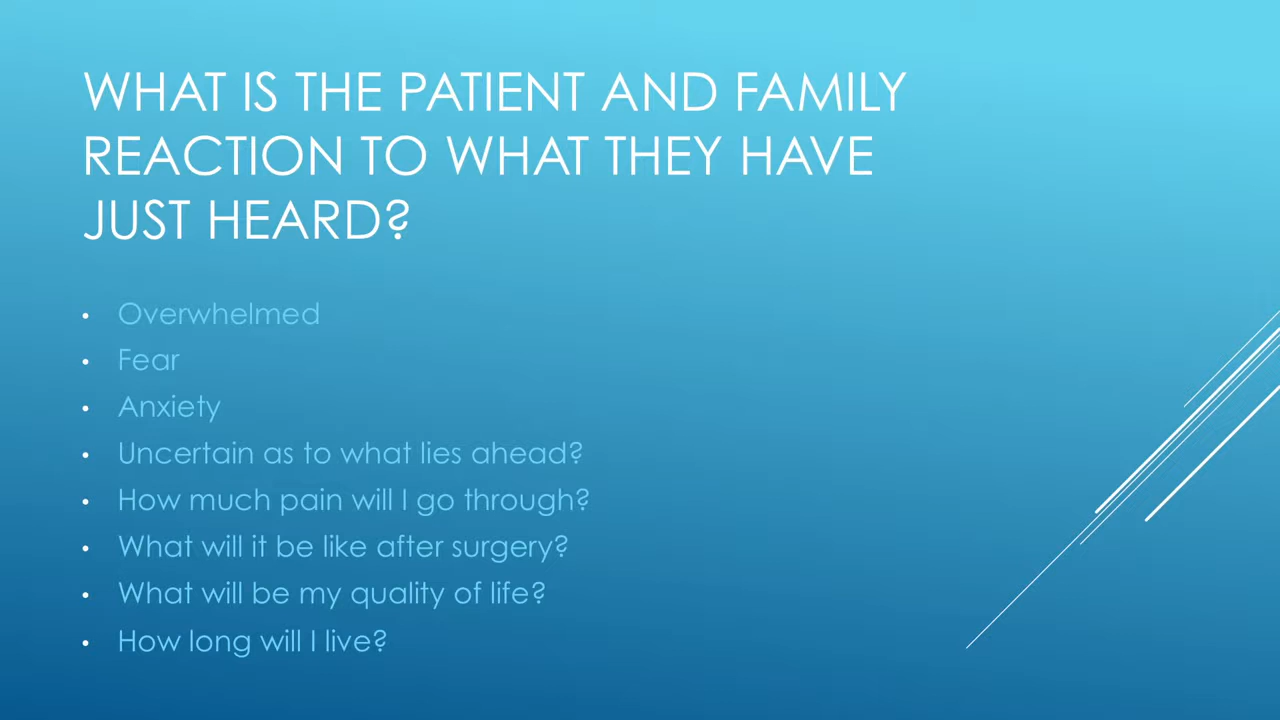 WHAT IS THE PATIENT AND FAMILY
REACTION TO WHAT THEY HAVE
JUST HEARD?
• Overwhelmed
• Fear
• Anxiety
• Uncertain as to what lies ahead?
• How much pain will I go through?
• What will it be like after surgery?
• What will be my quality of life?
• How long will I live?